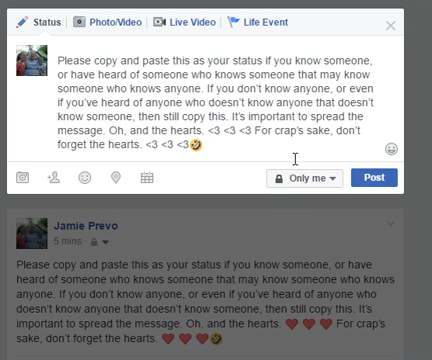 Status Photo/Video Live Video Life Event
Please copy and paste this as your status if you know someone,
or have heard of someone who knows someone that may know
someone who knows anyone. If you don't know anyone, or even
if you've heard of anyone who doesn't know anyone that doesn't
know someone, then still copy this. It's important to spread the
message. Oh, and the hearts. <3 <3 <3 For crap's sake, don't
forget the hearts. <3 <3 <3🤣
Only me Post
Jamie Prevo
5 mins ·
Please copy and paste this as your status if you know someone, or have
heard of someone who knows someone that may know someone who knows
anyone. If you don't know anyone, or even if you've heard of anyone who
doesn't know anyone that doesn't know someone, then still copy this. It's
important to spread the message. Oh, and the hearts. ❤️ ❤️ ❤️ For crap's
sake, don't forget the hearts. ❤️ ❤️ ❤️🤣